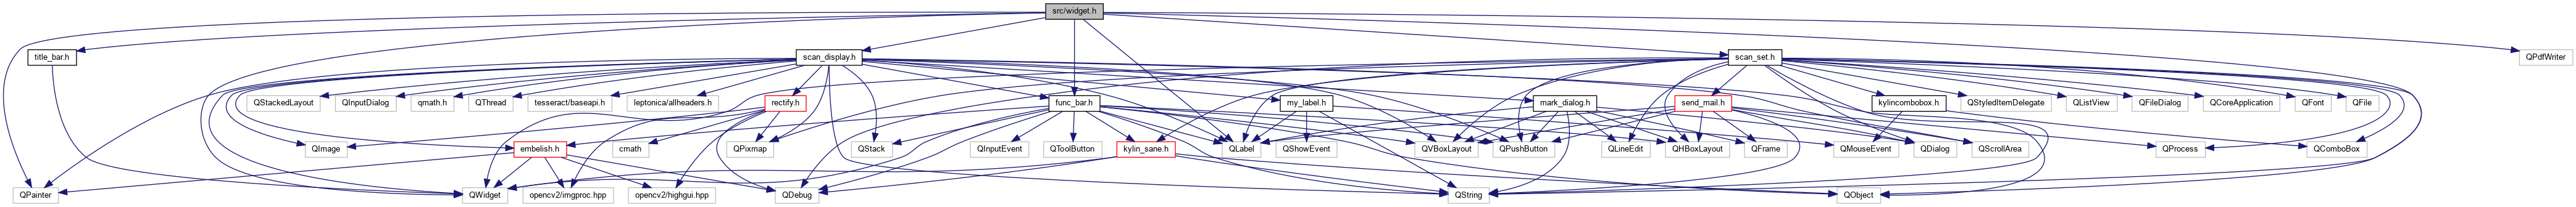 src/widget.h
title_bar.h
scan_display.h
scan_set.h
QPdfWriter
QStackedLayout
QInputDialog
qmath.h
QThread
tesseract/baseapi.h
leptonica/allheaders.h
rectify.h
func_bar.h
my_label.h
mark_dialog.h
send_mail.h
kylincombobox.h
QStyledItemDelegate
QListView
QFileDialog
QCoreApplication
QFont
QFile
QImage
embelish.h
cmath
QPixmap
QStack
QInputEvent
QToolButton
kylin_sane.h
QLabel
QShowEvent
QVBoxLayout
QPushButton
QLineEdit
QHBoxLayout
QFrame
QMouseEvent
QDialog
QScrollArea
QProcess
QComboBox
QPainter
QWidget
opencv2/imgproc.hpp
opencv2/highgui.hpp
QDebug
QString
QObject